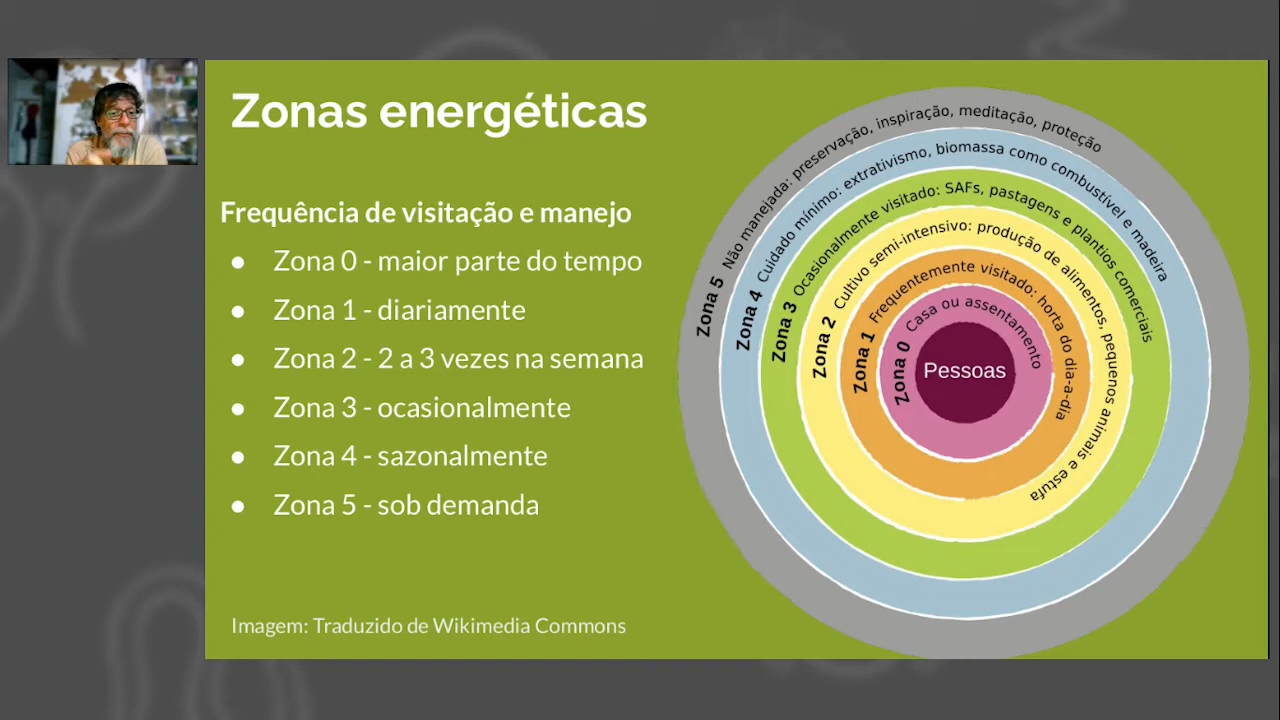 Zonas energéticas
Frequência de visitação e manejo
● Zona 0 - maior parte do tempo
● Zona 1 - diariamente
● Zona 2 - 2 a 3 vezes na semana
● Zona 3 - ocasionalmente
● Zona 4 - sazonalmente
● Zona 5 - sob demanda
Imagem: Traduzido de Wikimedia Commons
Zona 5 Não manejada: preservação, inspiração, meditação, proteção
Zona 4 Cuidado mínimo: extrativismo, biomassa como combustível e madeira
Zona 3 Ocasionalmente visitado: SAFs, pastagens e plantios comerciais
Zona 2 Cultivo semi-intensivo: produção de alimentos, pequenos animais e estufa
Zona 1 Frequentemente visitado: horta do dia-a-dia
Zona 0 Casa ou assentamento
Pessoas